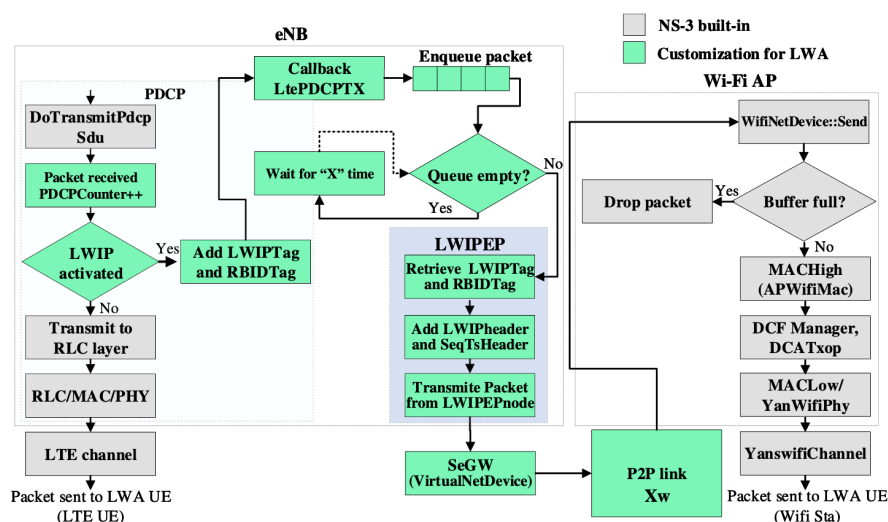 eNB
NS-3 built-in
Customization for LWA
Wi-Fi AP
PDCP
DoTransmitPdcp
Sdu
Packet received
PDCPCounter++
LWIP
activated
Yes
No
Add LWIPTag
and RBIDTag
Transmit to
RLC layer
RLC/MAC/PHY
LTE channel
Packet sent to LWA UE
(LTE UE)
Callback
LtePDCPTX
Enqueue packet
Wait for “X” time
Queue empty?
No
Yes
LWIPEP
Retrieve LWIPTag
and RBIDTag
Add LWIPheader
and SeqTsHeader
Transmite Packet
from LWIPEPnode
SeGW
(VirtualNetDevice)
P2P link
Xw
WifiNetDevice::Send
Buffer full?
Yes
Drop packet
No
MACHigh
(APWifiMac)
DCF Manager,
DCATxop
MACLow/
YanWifiPhy
YanswifiChannel
Packet sent to LWA UE
(Wifi Sta)